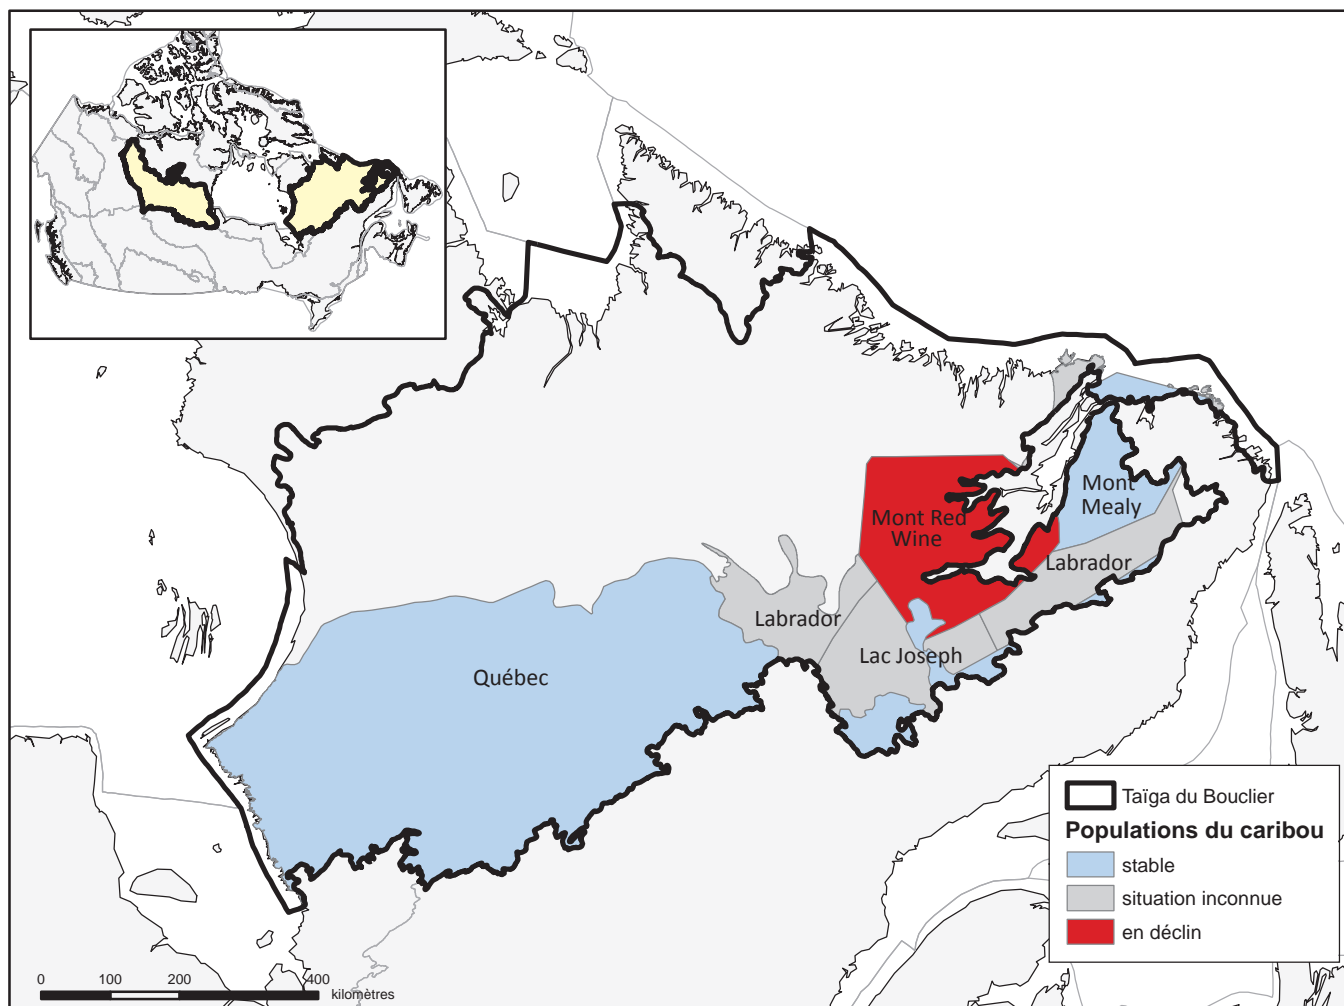 Mont
Mealy
Mont Red
Wine
Labrador
Labrador
Lac Joseph
Québec
Taïga du Bouclier
Populations du caribou
stable
situation inconnue
en déclin
0 100 200 400
kilomètres